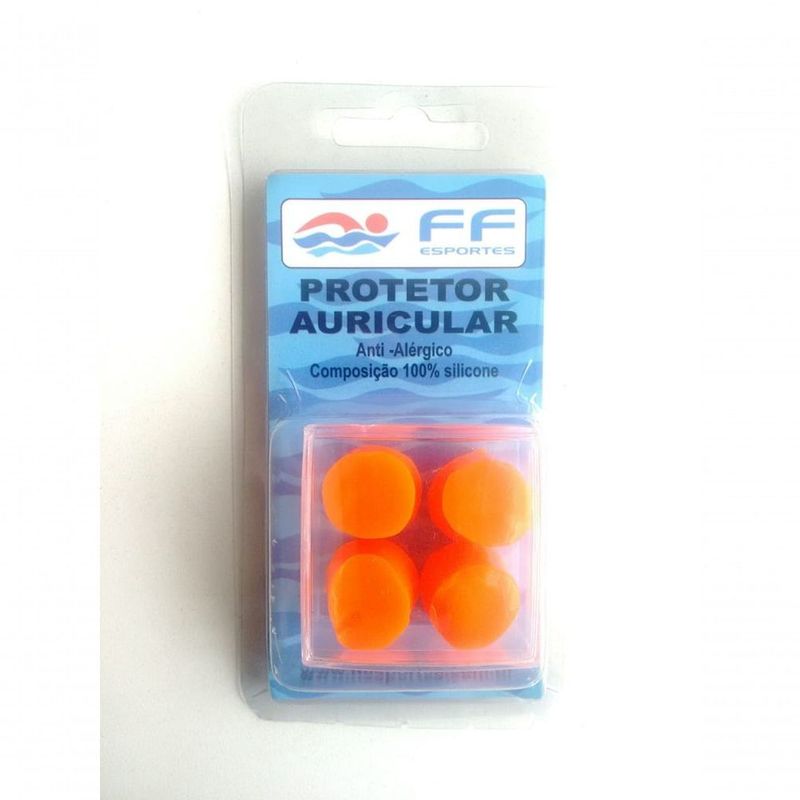 FF
ESPORTES
PROTETOR
AURICULAR
Anti -Alérgico
Composição 100% silicone